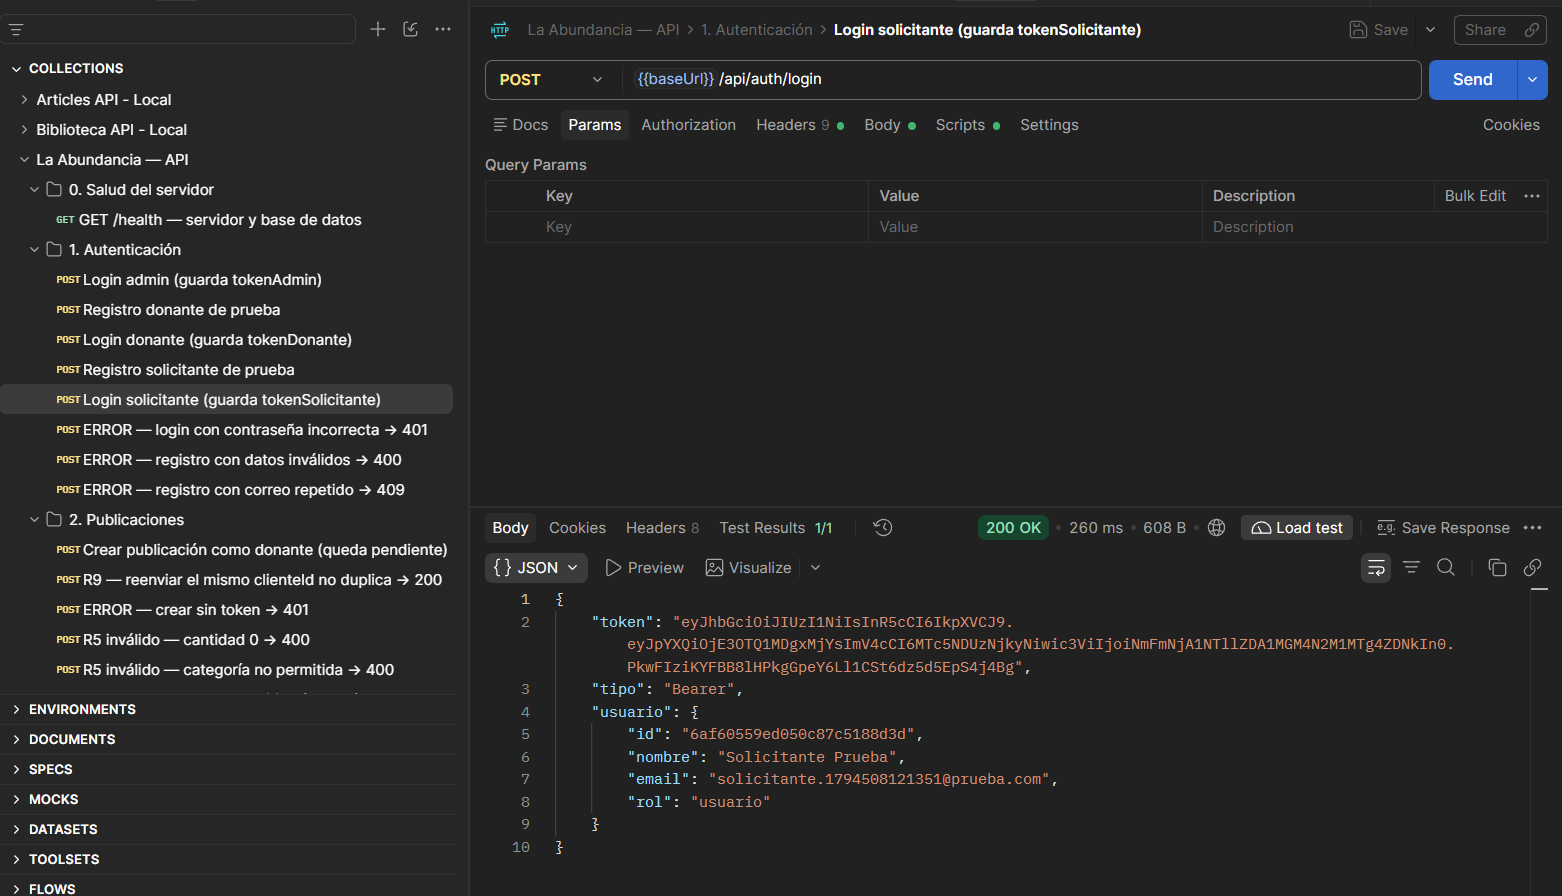 COLLECTIONS
Articles API - Local
Biblioteca API - Local
La Abundancia — API
0. Salud del servidor
GET GET /health — servidor y base de datos
1. Autenticación
POST Login admin (guarda tokenAdmin)
POST Registro donante de prueba
POST Login donante (guarda tokenDonante)
POST Registro solicitante de prueba
POST Login solicitante (guarda tokenSolicitante)
POST ERROR — login con contraseña incorrecta → 401
POST ERROR — registro con datos inválidos → 400
POST ERROR — registro con correo repetido → 409
2. Publicaciones
POST Crear publicación como donante (queda pendiente)
POST R9 — reenviar el mismo clienteId no duplica → 200
POST ERROR — crear sin token → 401
POST R5 inválido — cantidad 0 → 400
POST R5 inválido — categoría no permitida → 400
ENVIRONMENTS
DOCUMENTS
SPECS
MOCKS
DATASETS
TOOLSETS
FLOWS
HTTP La Abundancia — API > 1. Autenticación > Login solicitante (guarda tokenSolicitante) Save Share
POST {{baseUrl}} /api/auth/login Send
Docs Params Authorization Headers 9 Body Scripts Settings Cookies
Query Params
Key Value Description Bulk Edit
Key Value Description
Body Cookies Headers 8 Test Results 1/1 200 OK 260 ms 608 B Load test e.g. Save Response
{} JSON Preview Visualize
1 {
2 "token": "eyJhbGciOiJIUzI1NiIsInR5cCI6IkpXVCJ9.
eyJpYXQiOjE3OTQ1MDgxMjYsImV4cCI6MTc5NDUzNjkyNiwic3ViIjoiNmFmNjA1NTllZDA1MGM4N2M1MTg4ZDNkIn0.
PkwFIziKYFBB8lHPkgGpeY6Ll1CSt6dz5d5EpS4j4Bg",
3 "tipo": "Bearer",
4 "usuario": {
5 "id": "6af60559ed050c87c5188d3d",
6 "nombre": "Solicitante Prueba",
7 "email": "solicitante.1794508121351@prueba.com",
8 "rol": "usuario"
9 }
10 }